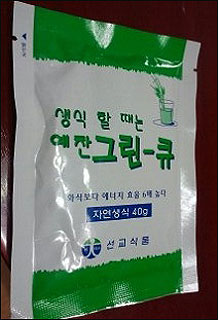 생식 할 때는
예잔그린-큐
화식보다 에너지 효율 6배 높다
자연생식 40g
선교식품